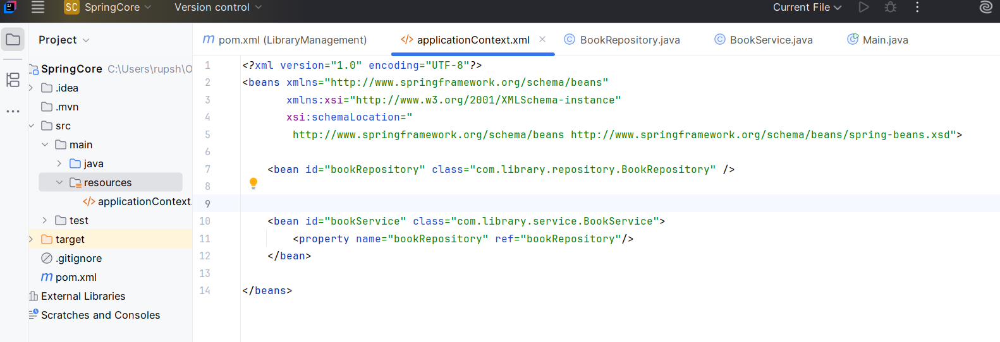 SC SpringCore Version control Current File
Project
pom.xml (LibraryManagement) applicationContext.xml BookRepository.java BookService.java Main.java
SpringCore C:\Users\rupsh\O
.idea
.mvn
src
main
java
resources
applicationContext.
test
target
.gitignore
pom.xml
External Libraries
Scratches and Consoles
1 <?xml version="1.0" encoding="UTF-8"?>
2 <beans xmlns="http://www.springframework.org/schema/beans"
3 xmlns:xsi="http://www.w3.org/2001/XMLSchema-instance"
4 xsi:schemaLocation="
5 http://www.springframework.org/schema/beans http://www.springframework.org/schema/beans/spring-beans.xsd">
6
7 <bean id="bookRepository" class="com.library.repository.BookRepository" />
8
9
10 <bean id="bookService" class="com.library.service.BookService">
11 <property name="bookRepository" ref="bookRepository"/>
12 </bean>
13
14 </beans>